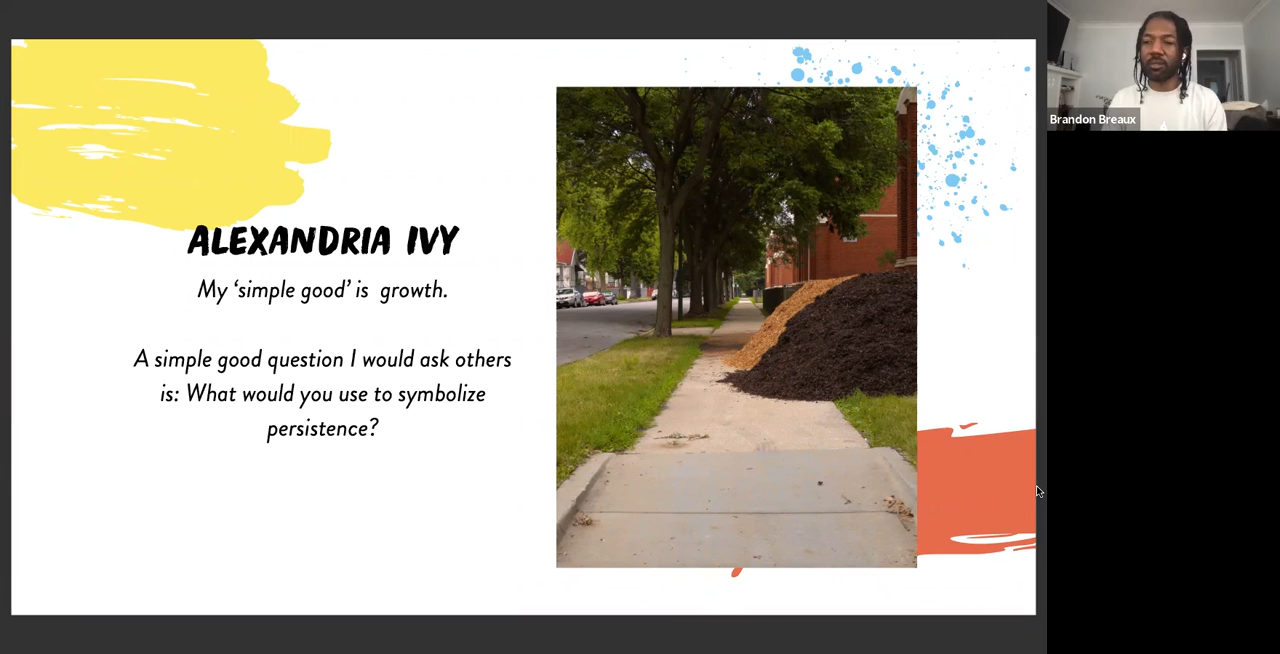 ALEXANDRIA IVY
My ‘simple good’ is growth.
A simple good question I would ask others
is: What would you use to symbolize
persistence?
Brandon Breaux